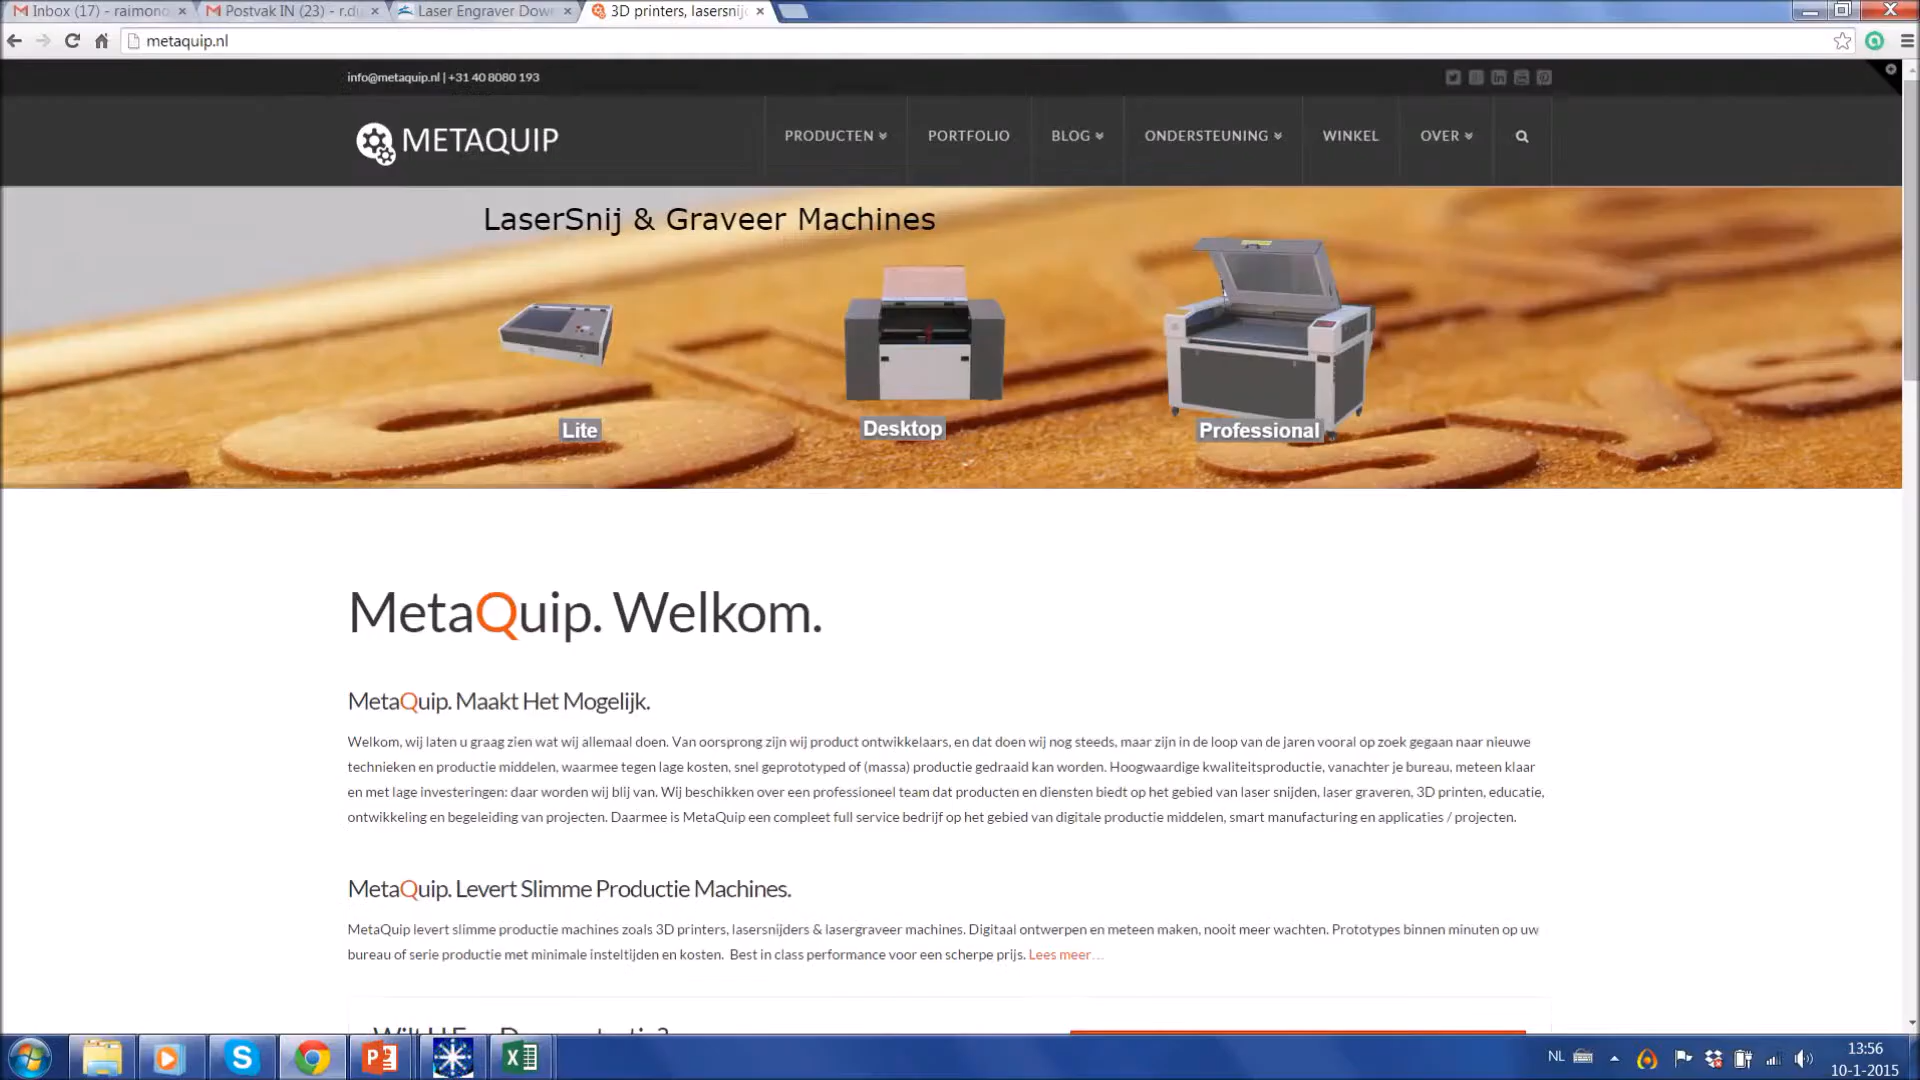 Inbox (17) - raimond
Postvak IN (23) - r.du
Laser Engraver Dow
3D printers, lasersnij
metaquip.nl
info@metaquip.nl | +31 40 8080 193
METAQUIP
PRODUCTEN
PORTFOLIO
BLOG
ONDERSTEUNING
WINKEL
OVER
LaserSnij & Graveer Machines
Lite
Desktop
Professional
MetaQuip. Welkom.
MetaQuip. Maakt Het Mogelijk.
Welkom, wij laten u graag zien wat wij allemaal doen. Van oorsprong zijn wij product ontwikkelaars, en dat doen wij nog steeds, maar zijn in de loop van de jaren vooral op zoek gegaan naar nieuwe
technieken en productie middelen, waarmee tegen lage kosten, snel geprototyped of (massa) productie gedraaid kan worden. Hoogwaardige kwaliteitsproductie, vanachter je bureau, meteen klaar
en met lage investeringen: daar worden wij blij van. Wij beschikken over een professioneel team dat producten en diensten biedt op het gebied van laser snijden, laser graveren, 3D printen, educatie,
ontwikkeling en begeleiding van projecten. Daarmee is MetaQuip een compleet full service bedrijf op het gebied van digitale productie middelen, smart manufacturing en applicaties / projecten.
MetaQuip. Levert Slimme Productie Machines.
MetaQuip levert slimme productie machines zoals 3D printers, lasersnijders & lasergraveer machines. Digitaal ontwerpen en meteen maken, nooit meer wachten. Prototypes binnen minuten op uw
bureau of serie productie met minimale insteltijden en kosten. Best in class performance voor een scherpe prijs. Lees meer...
NL
13:56
10-1-2015